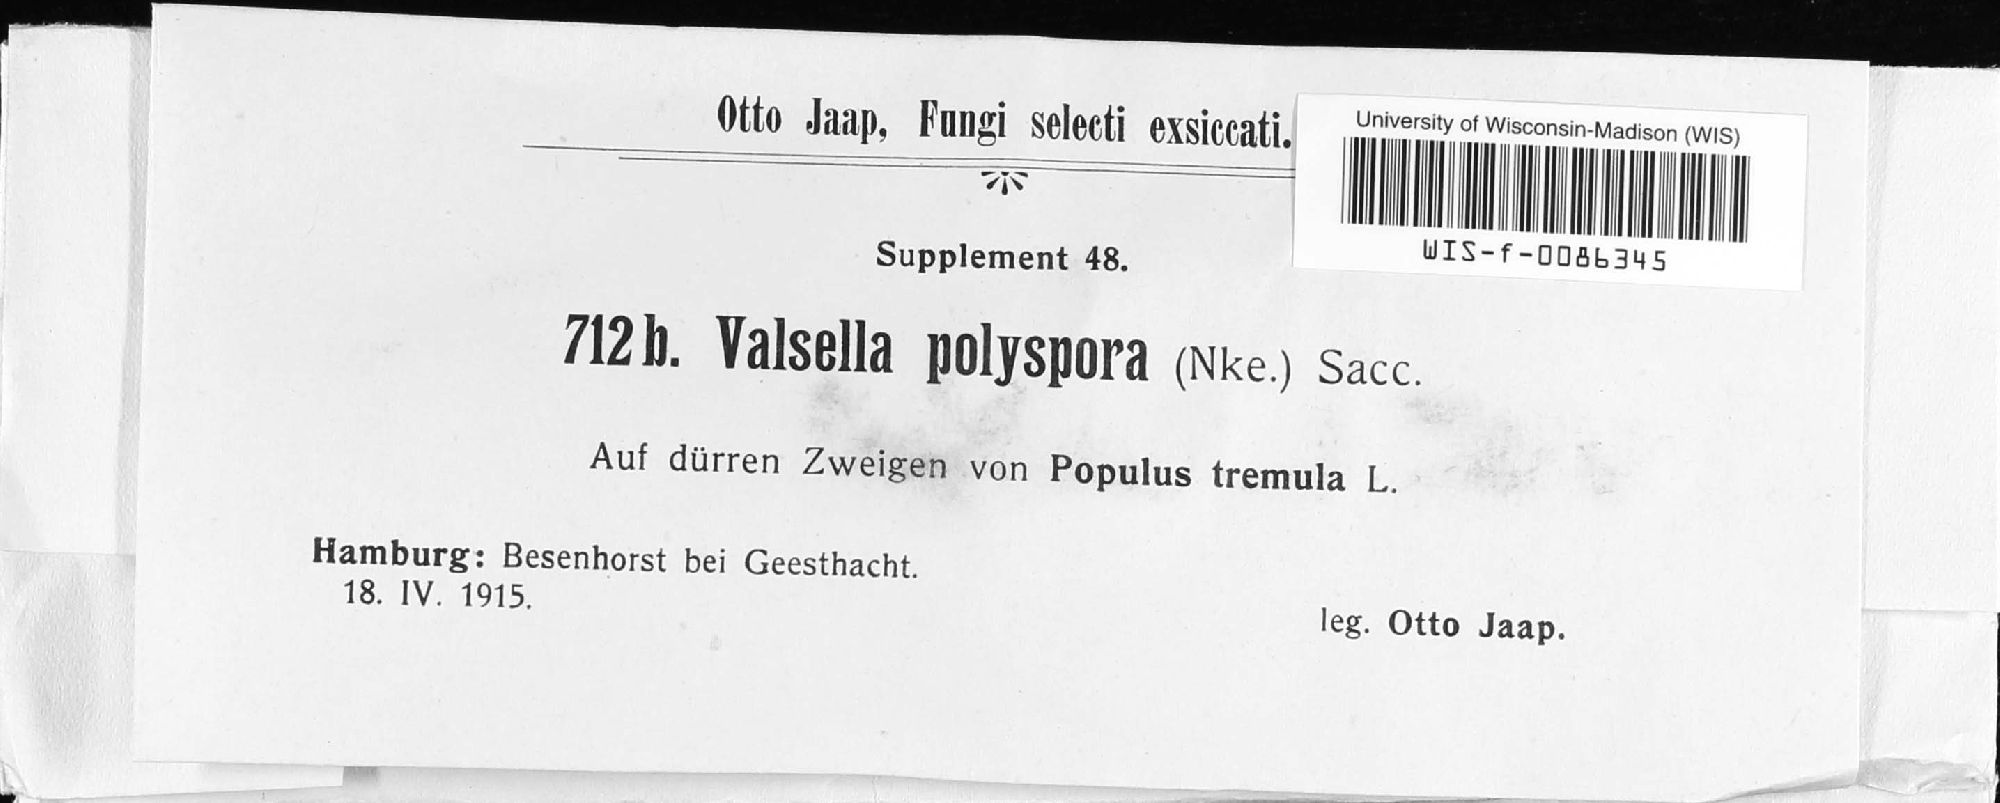 Otto Jaap, Fungi selecti exsiccati.
University of Wisconsin-Madison (WIS)
WIS-f-0086345
Supplement 48.
712 b. Valsella polyspora (Nke.) Sacc.
Auf dürren Zweigen von Populus tremula L.
Hamburg: Besenhorst bei Geesthacht.
18. IV. 1915.
leg. Otto Jaap.